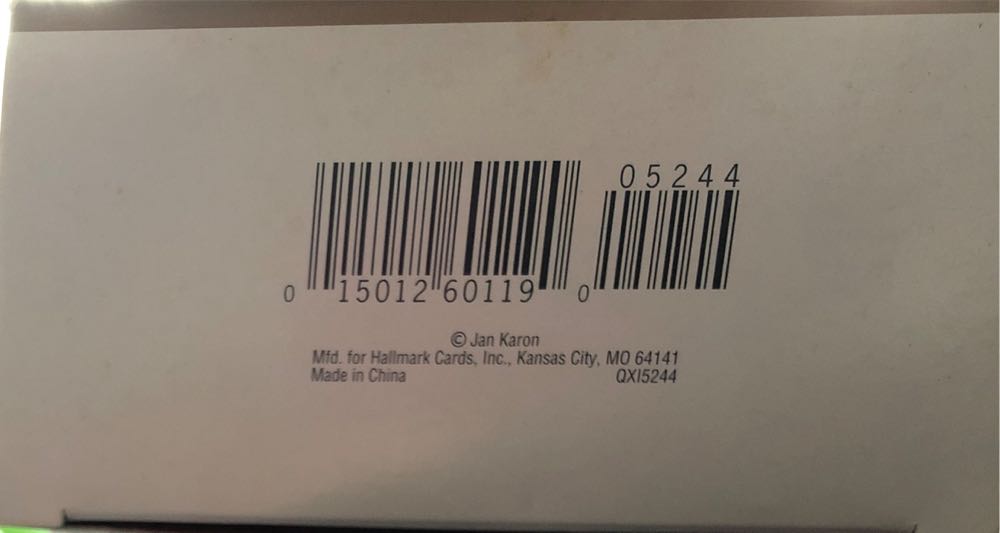 05244
0 15012 60119 0
© Jan Karon
Mfd. for Hallmark Cards, Inc., Kansas City, MO 64141
Made in China QXI5244